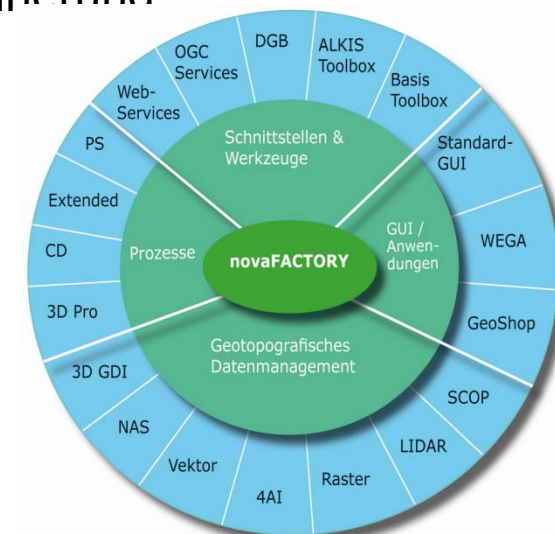 DGB
OGC
Services
ALKIS
Toolbox
Web-
Services
Basis
Toolbox
PS
Schnittstellen &
Werkzeuge
Standard-
GUI
Extended
CD
Prozesse
novaFACTORY
GUI /
Anwen-
dungen
WEGA
3D Pro
GeoShop
Geotopografisches
Datenmanagement
3D GDI
SCOP
NAS
LIDAR
Vektor
Raster
4AI